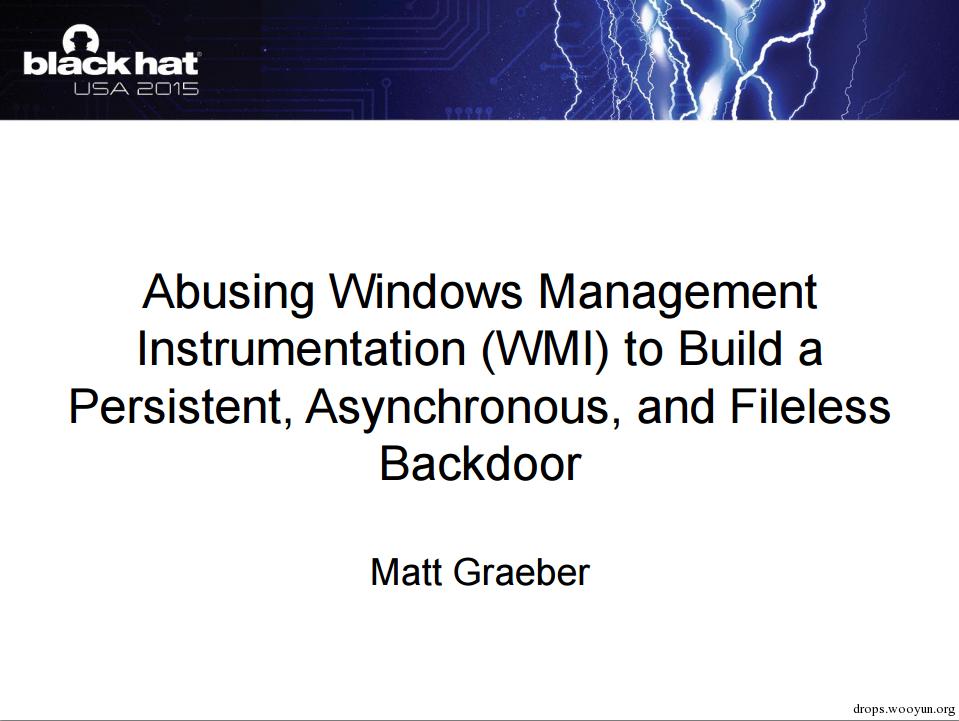 black hat®
USA 2015
Abusing Windows Management
Instrumentation (WMI) to Build a
Persistent, Asynchronous, and Fileless
Backdoor
Matt Graeber
drops.wooyun.org